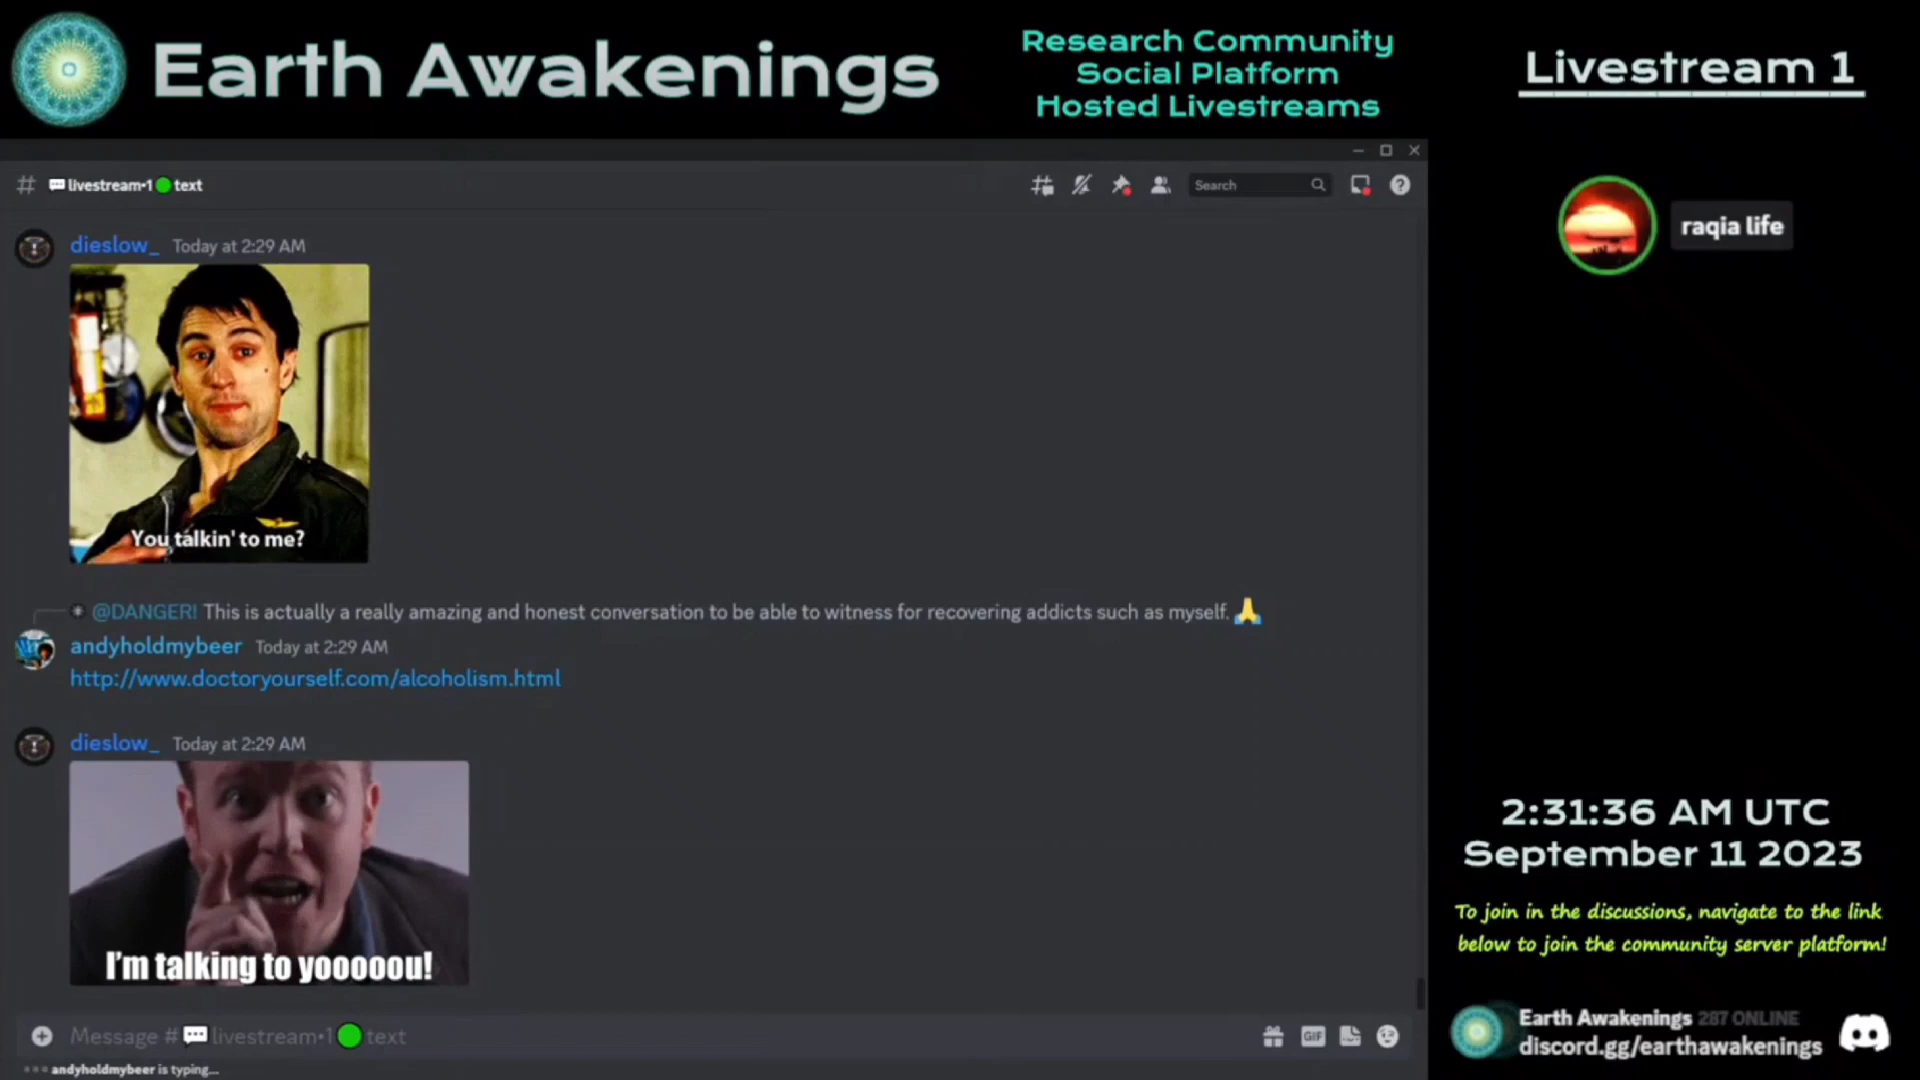 Earth Awakenings
Research Community
Social Platform
Hosted Livestreams
Livestream 1
# livestream•1 text
Search
raqia life
dieslow_ Today at 2:29 AM
You talkin' to me?
@DANGER! This is actually a really amazing and honest conversation to be able to witness for recovering addicts such as myself. 🙏
andyholdmybeer Today at 2:29 AM
http://www.doctoryourself.com/alcoholism.html
dieslow_ Today at 2:29 AM
I'm talking to yooooou!
Message # livestream•1 text
GIF
andyholdmybeer is typing...
2:31:36 AM UTC
September 11 2023
To join in the discussions, navigate to the link
below to join the community server platform!
Earth Awakenings 287 ONLINE
discord.gg/earthawakenings